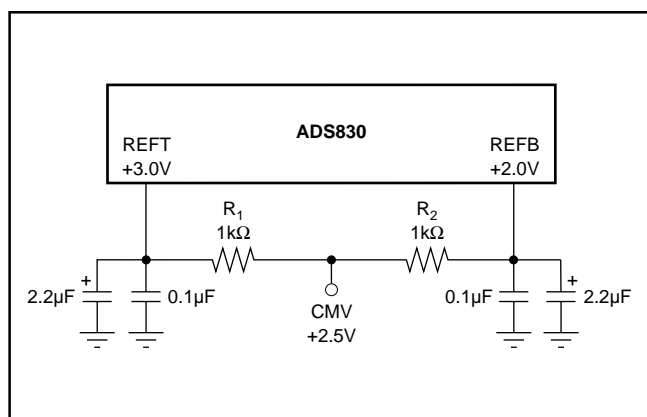 ADS830
REFT
+3.0V
REFB
+2.0V
R1
1kΩ
R2
1kΩ
+
2.2µF
0.1µF
CMV
+2.5V
0.1µF
+
2.2µF